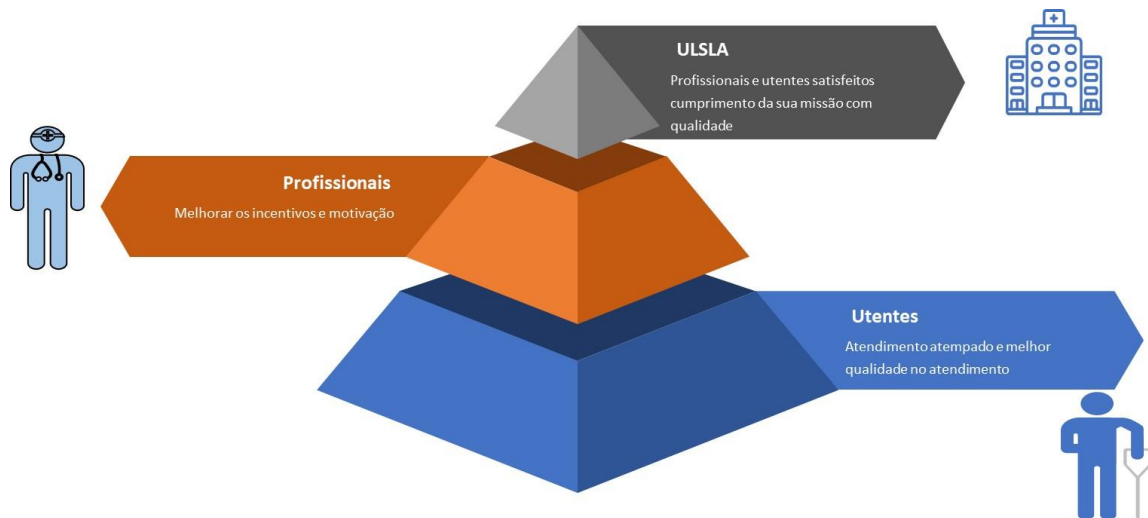 ULSLA
Profissionais e utentes satisfeitos
cumprimento da sua missão com
qualidade
Profissionais
Melhorar os incentivos e motivação
Utentes
Atendimento atempado e melhor
qualidade no atendimento